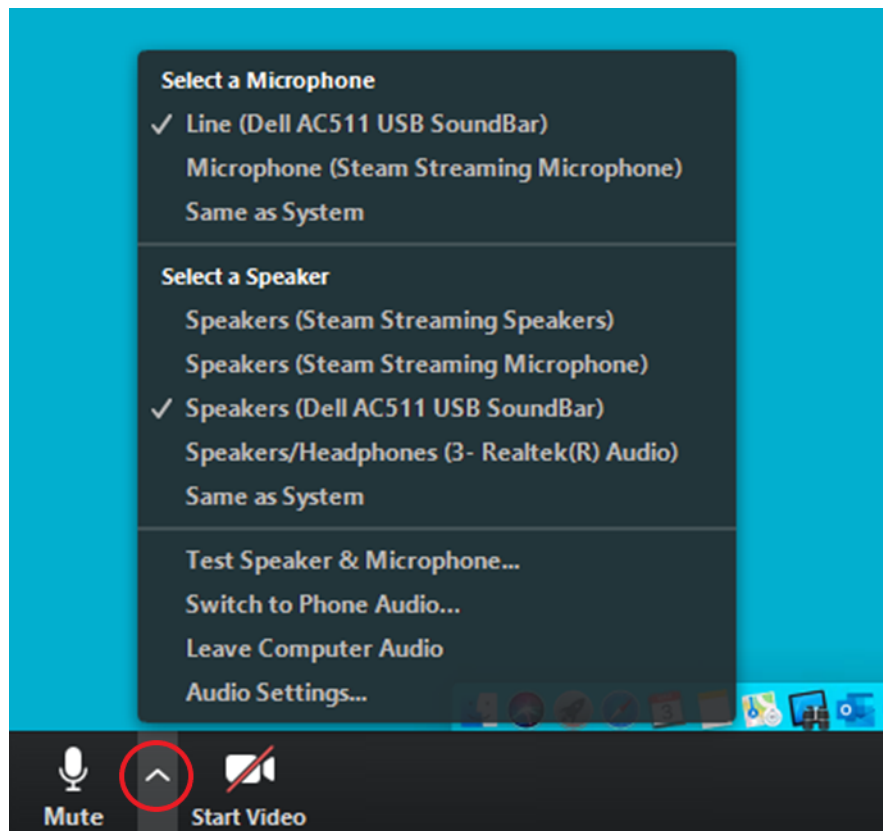 Select a Microphone
Line (Dell AC511 USB SoundBar)
Microphone (Steam Streaming Microphone)
Same as System
Select a Speaker
Speakers (Steam Streaming Speakers)
Speakers (Steam Streaming Microphone)
Speakers (Dell AC511 USB SoundBar)
Speakers/Headphones (3- Realtek(R) Audio)
Same as System
Test Speaker & Microphone...
Switch to Phone Audio...
Leave Computer Audio
Audio Settings...
3
Mute
Start Video